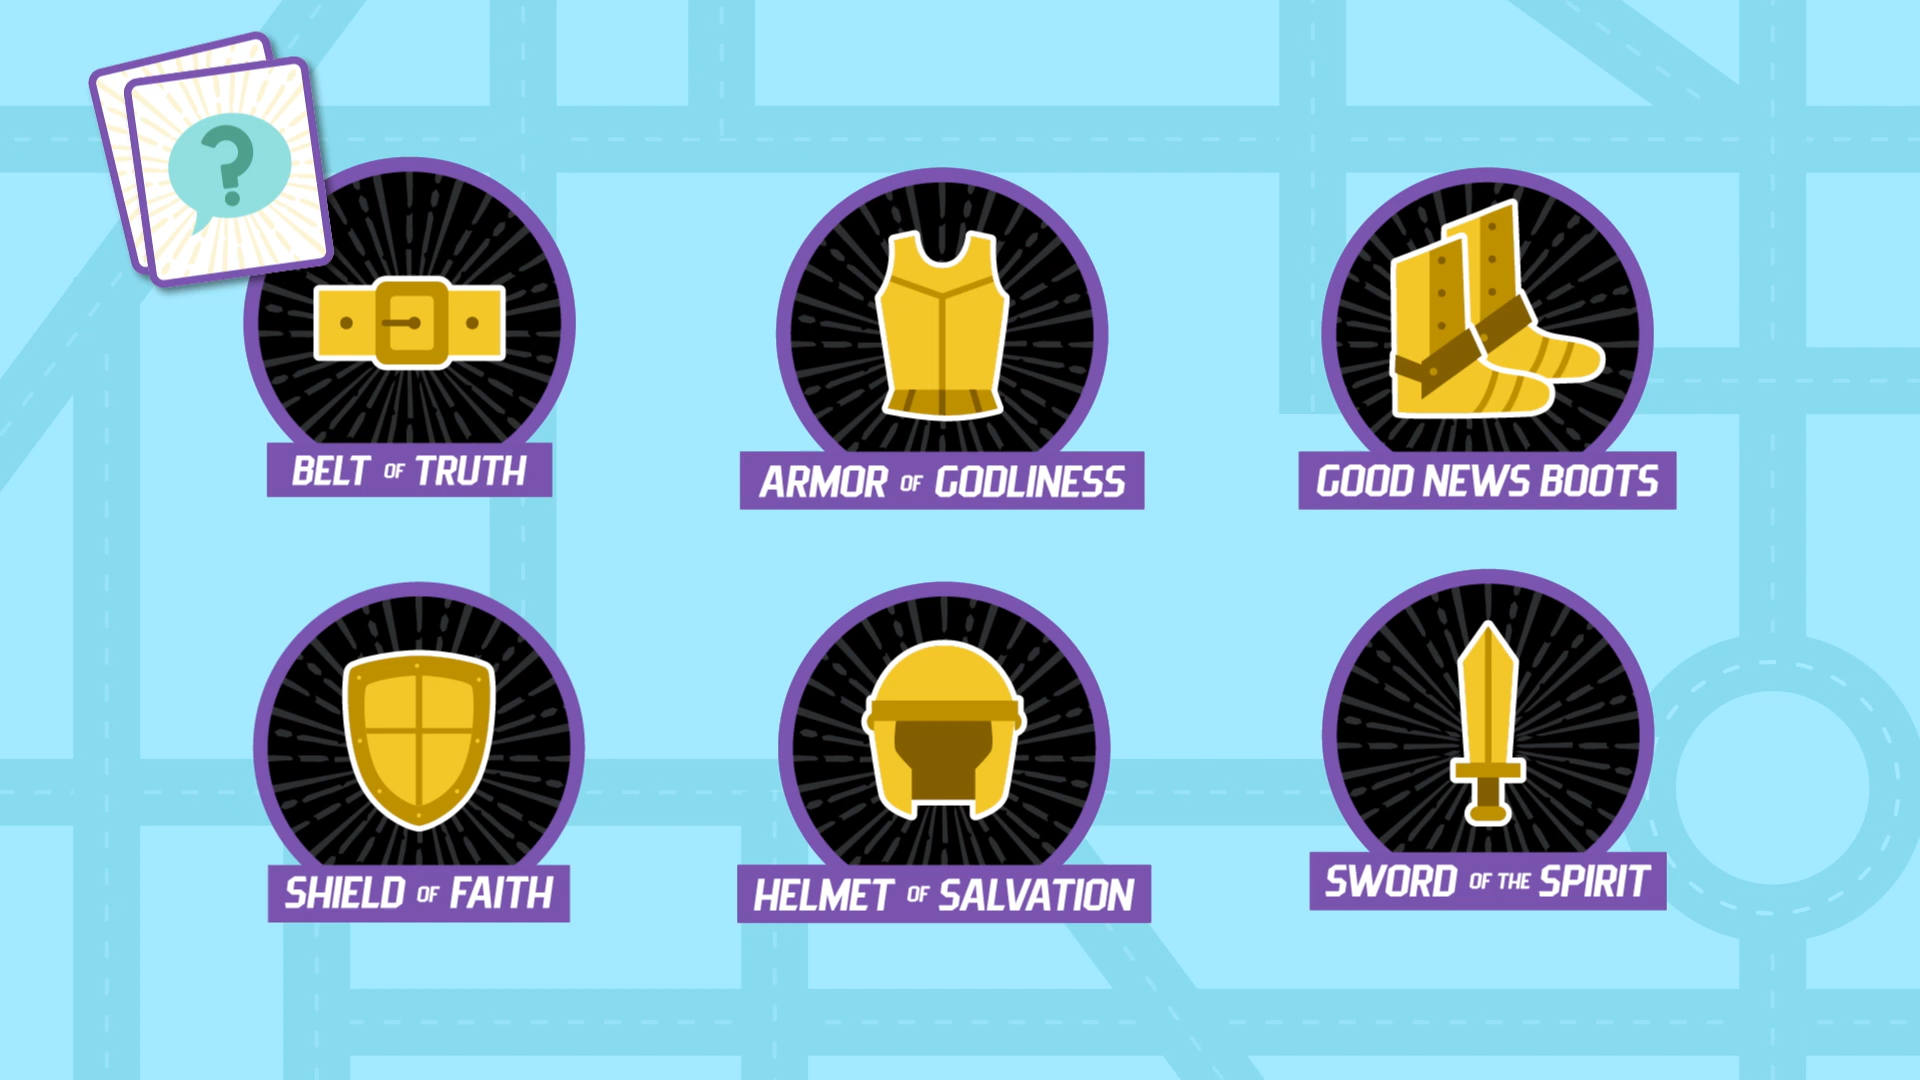 ?
BELT OF TRUTH
ARMOR OF GODLINESS
GOOD NEWS BOOTS
SHIELD OF FAITH
HELMET OF SALVATION
SWORD OF THE SPIRIT